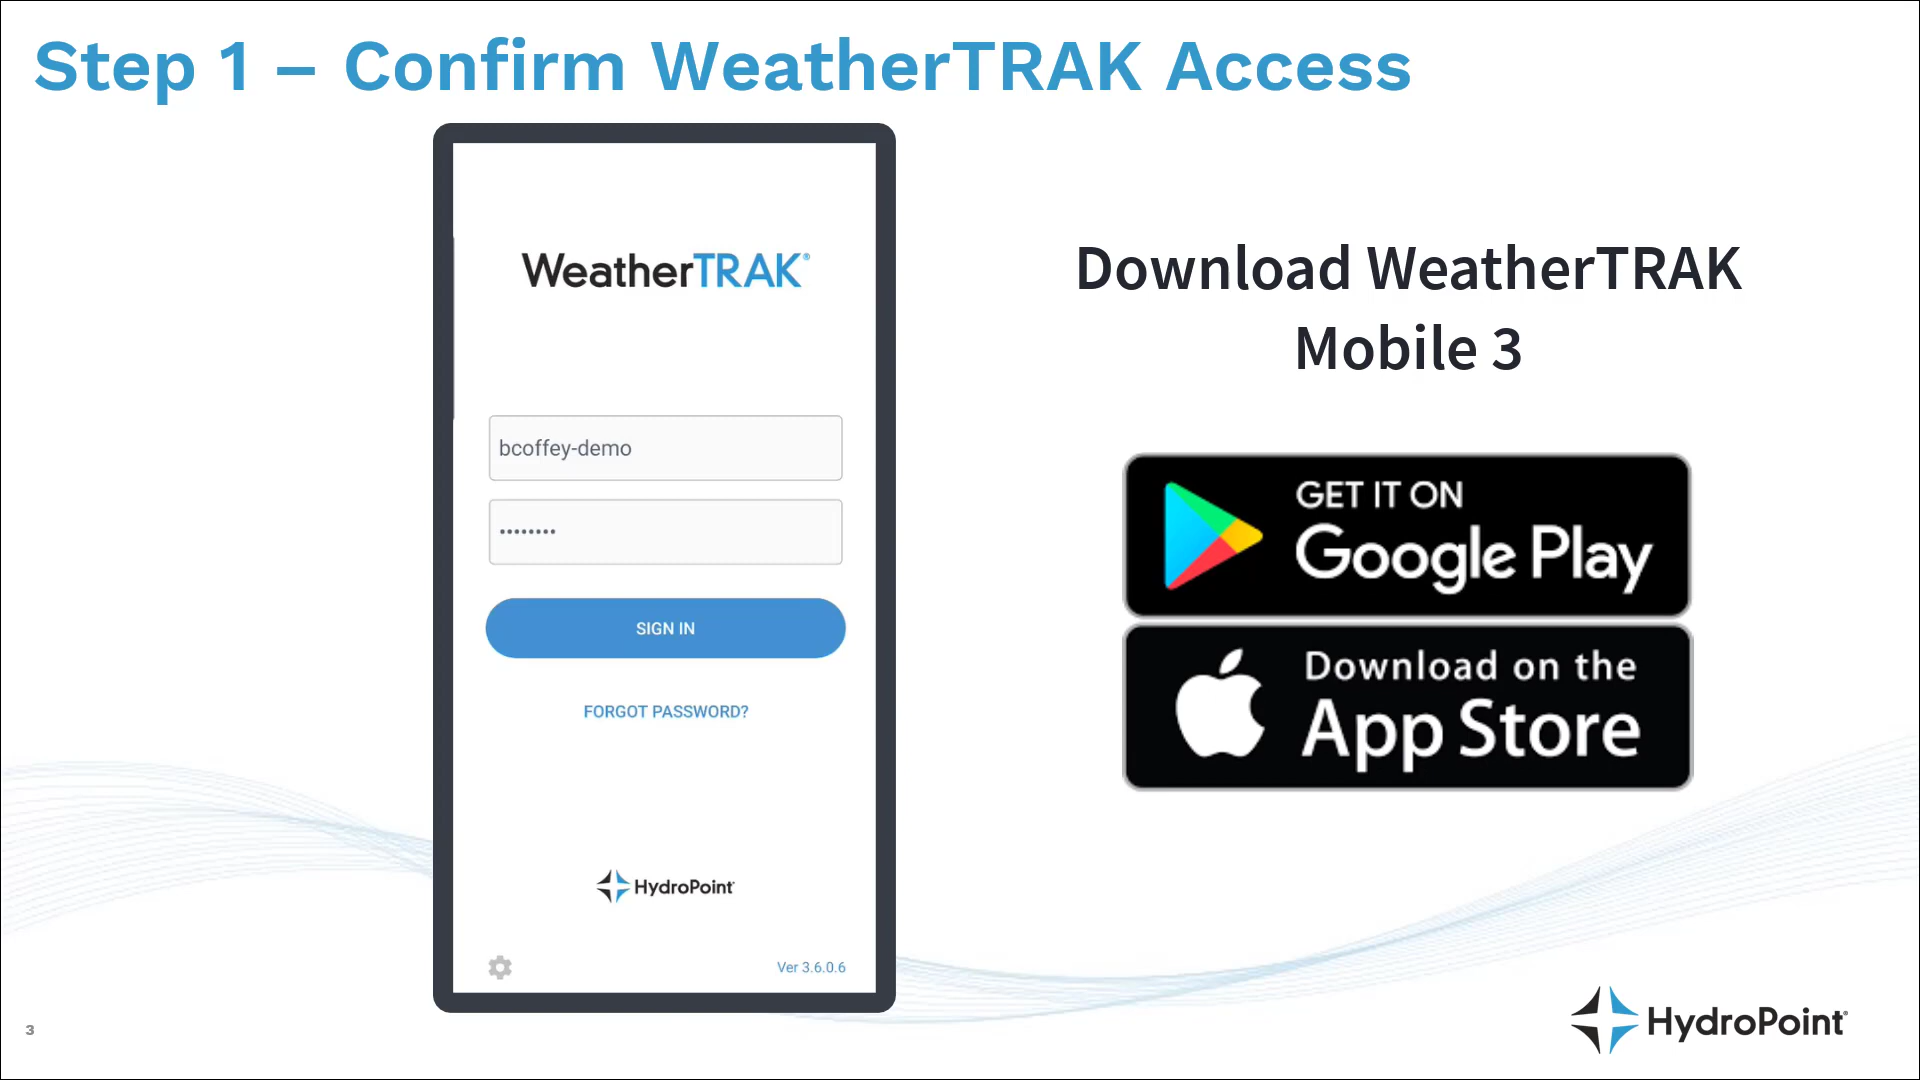 Step 1 – Confirm WeatherTRAK Access
WeatherTRAK®
bcoffey-demo
••••••••
SIGN IN
FORGOT PASSWORD?
HydroPoint
Ver 3.6.0.6
Download WeatherTRAK
Mobile 3
GET IT ON
Google Play
Download on the
App Store
3
HydroPoint